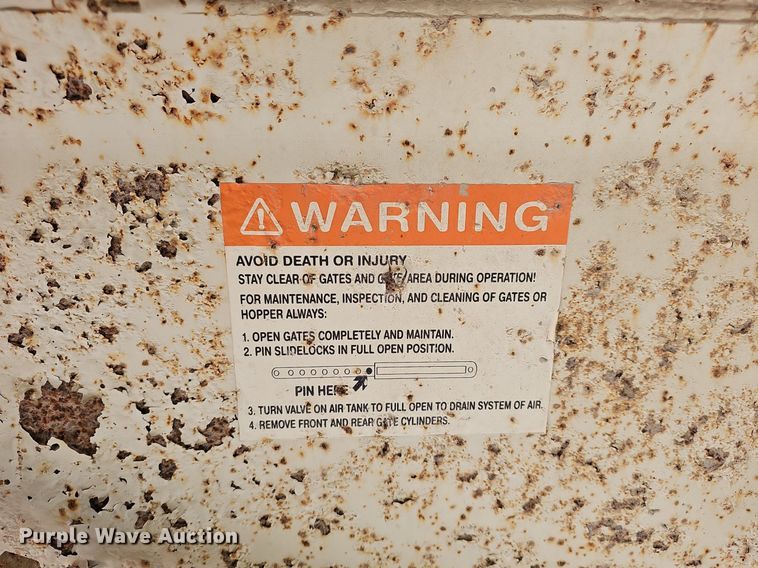 WARNING
AVOID DEATH OR INJURY
STAY CLEAR OF GATES AND GATE AREA DURING OPERATION!
FOR MAINTENANCE, INSPECTION, AND CLEANING OF GATES OR
HOPPER ALWAYS:
1. OPEN GATES COMPLETELY AND MAINTAIN.
2. PIN SLIDELOCKS IN FULL OPEN POSITION.
PIN HERE
3. TURN VALVE ON AIR TANK TO FULL OPEN TO DRAIN SYSTEM OF AIR.
4. REMOVE FRONT AND REAR GATE CYLINDERS.
Purple Wave Auction